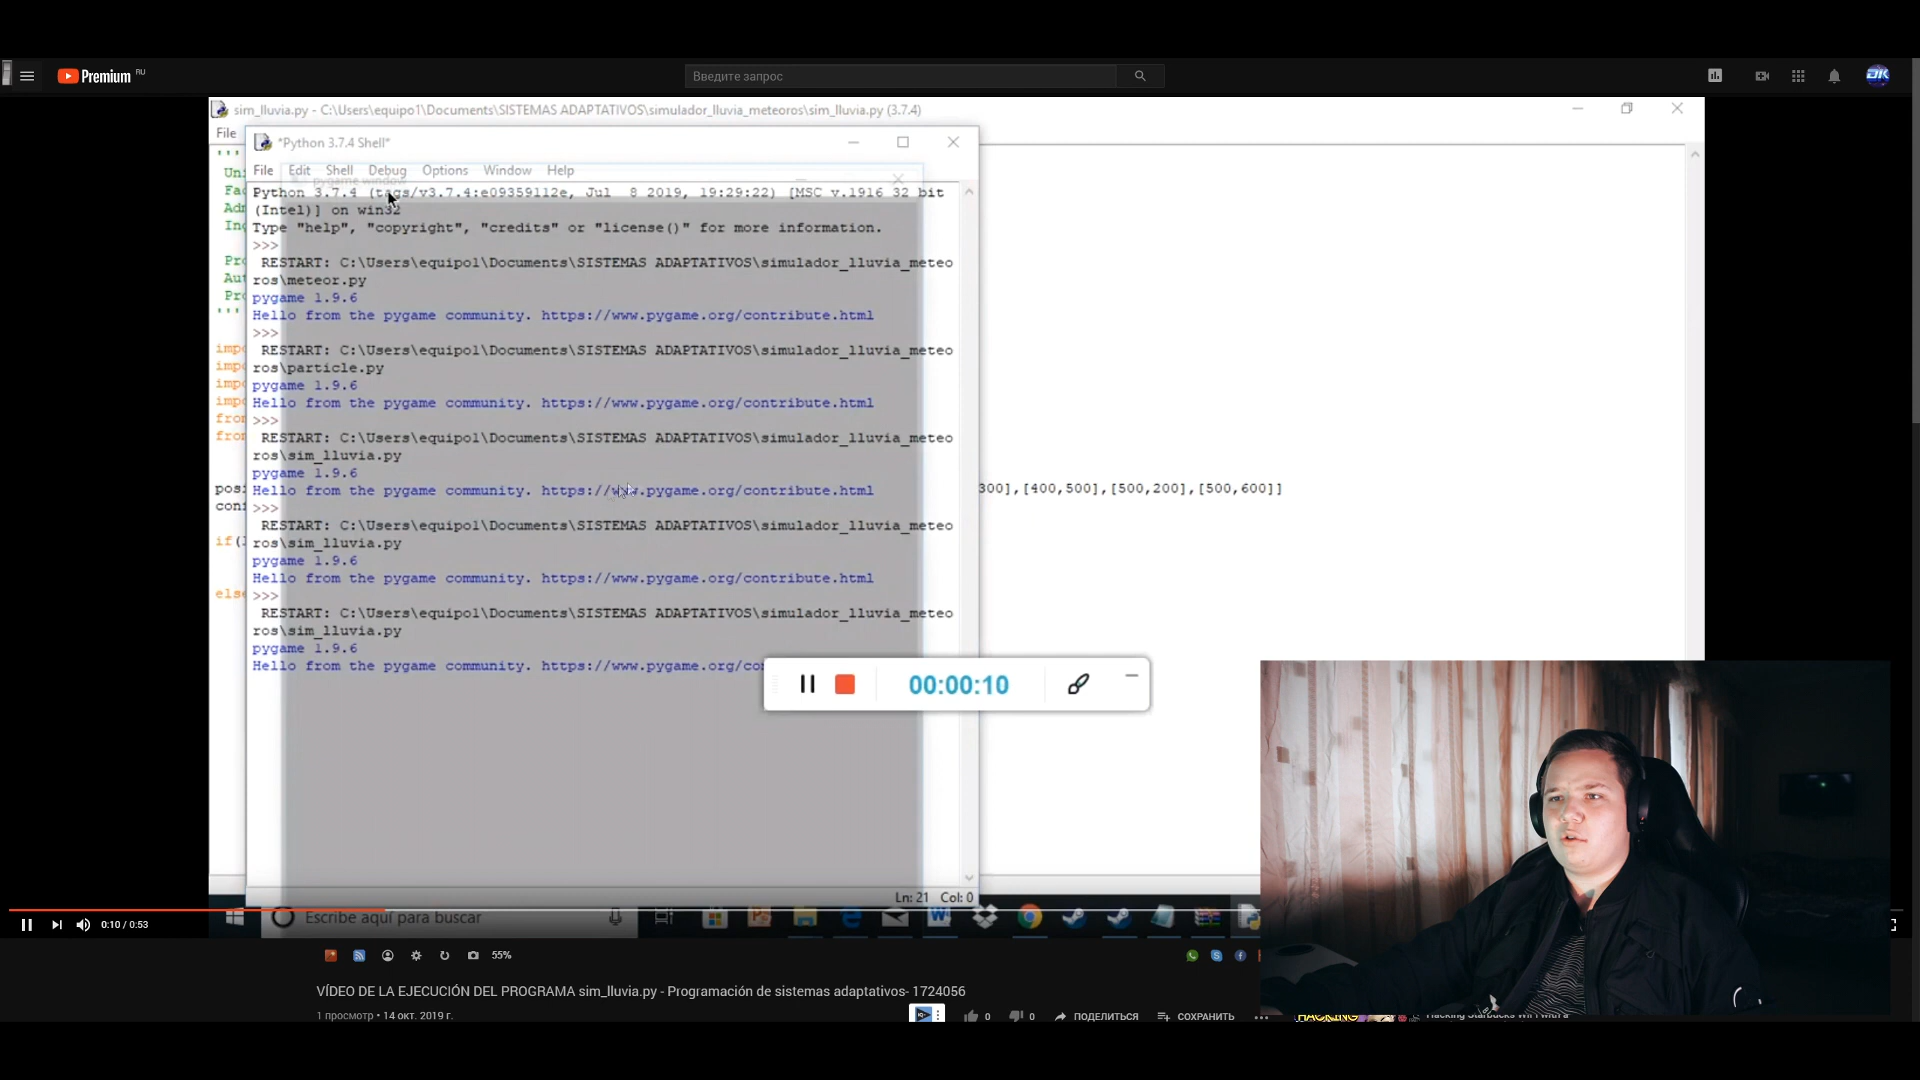 Premium RU
Введите запрос
sim_lluvia.py - C:\Users\equipo1\Documents\SISTEMAS ADAPTATIVOS\simulador_lluvia_meteoros\sim_lluvia.py (3.7.4)
File
*Python 3.7.4 Shell*
File Edit Shell Debug Options Window Help
pygame window
Python 3.7.4 (tags/v3.7.4:e09359112e, Jul 8 2019, 19:29:22) [MSC v.1916 32 bit
(Intel)] on win32
Type "help", "copyright", "credits" or "license()" for more information.
>>>
RESTART: C:\Users\equipo1\Documents\SISTEMAS ADAPTATIVOS\simulador_lluvia_meteo
ros\meteor.py
pygame 1.9.6
Hello from the pygame community. https://www.pygame.org/contribute.html
>>>
RESTART: C:\Users\equipo1\Documents\SISTEMAS ADAPTATIVOS\simulador_lluvia_meteo
ros\particle.py
pygame 1.9.6
Hello from the pygame community. https://www.pygame.org/contribute.html
>>>
RESTART: C:\Users\equipo1\Documents\SISTEMAS ADAPTATIVOS\simulador_lluvia_meteo
ros\sim_lluvia.py
pygame 1.9.6
Hello from the pygame community. https://www.pygame.org/contribute.html
>>>
RESTART: C:\Users\equipo1\Documents\SISTEMAS ADAPTATIVOS\simulador_lluvia_meteo
ros\sim_lluvia.py
pygame 1.9.6
Hello from the pygame community. https://www.pygame.org/contribute.html
>>>
RESTART: C:\Users\equipo1\Documents\SISTEMAS ADAPTATIVOS\simulador_lluvia_meteo
ros\sim_lluvia.py
pygame 1.9.6
Hello from the pygame community. https://www.pygame.org/co
300],[400,500],[500,200],[500,600]]
00:00:10
Ln: 21 Col: 0
Escribe aquí para buscar
0:10 / 0:53
55%
VÍDEO DE LA EJECUCIÓN DEL PROGRAMA sim_lluvia.py - Programación de sistemas adaptativos- 1724056
1 просмотр • 14 окт. 2019 г.
0 0 ПОДЕЛИТЬСЯ СОХРАНИТЬ